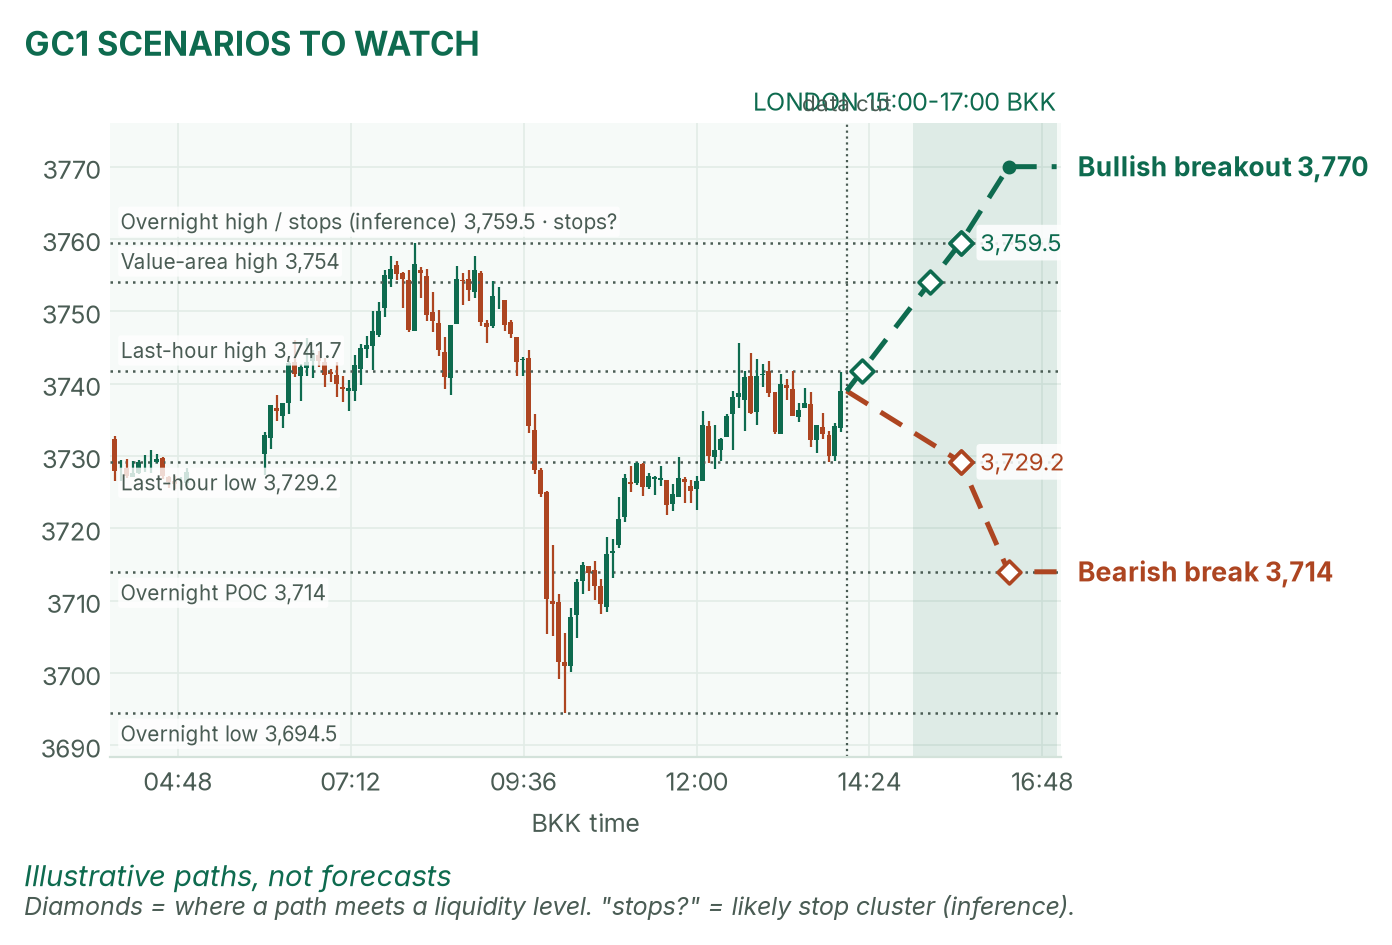 GC1 SCENARIOS TO WATCH
LONDON 15:00-17:00 BKK
data cut
3770
Bullish breakout 3,770
Overnight high / stops (inference) 3,759.5 · stops?
3760
3,759.5
Value-area high 3,754
3750
Last-hour high 3,741.7
3740
3730
3,729.2
Last-hour low 3,729.2
3720
Bearish break 3,714
Overnight POC 3,714
3710
3700
Overnight low 3,694.5
3690
04:48 07:12 09:36 12:00 14:24 16:48
BKK time
Illustrative paths, not forecasts
Diamonds = where a path meets a liquidity level. "stops?" = likely stop cluster (inference).